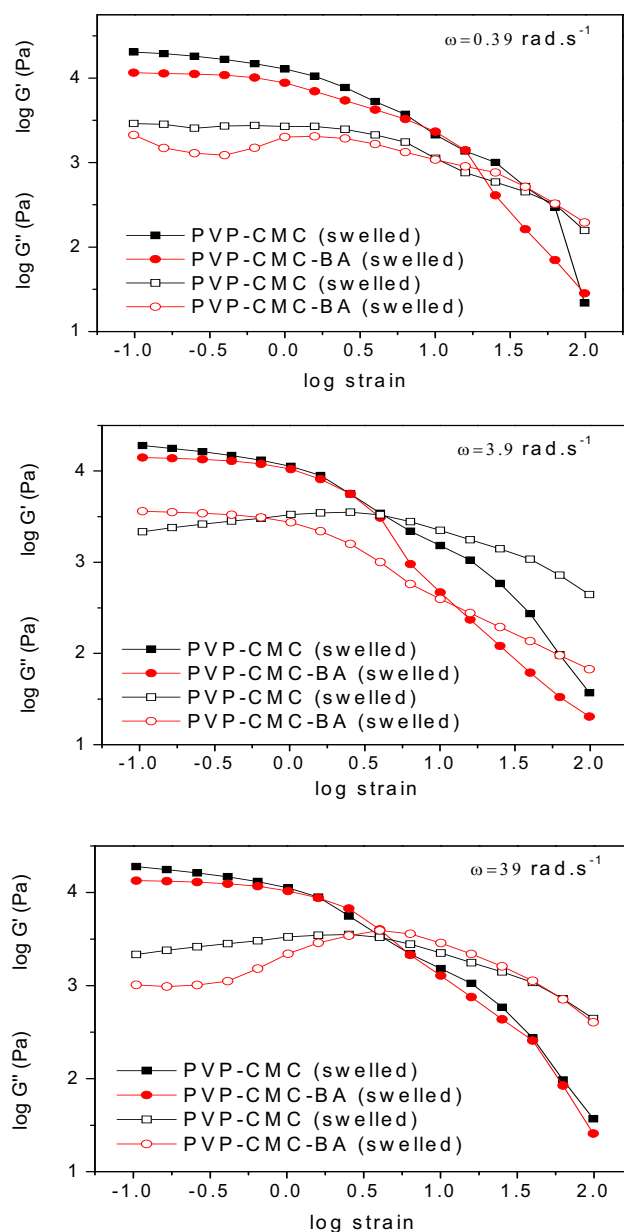 ω=0.39 rad.s⁻¹
log G' (Pa)
log G'' (Pa)
4
3
2
1
PVP-CMC (swelled)
PVP-CMC-BA (swelled)
PVP-CMC (swelled)
PVP-CMC-BA (swelled)
-1.0 -0.5 0.0 0.5 1.0 1.5 2.0
log strain
ω=3.9 rad.s⁻¹
log G' (Pa)
log G'' (Pa)
4
3
2
1
PVP-CMC (swelled)
PVP-CMC-BA (swelled)
PVP-CMC (swelled)
PVP-CMC-BA (swelled)
-1.0 -0.5 0.0 0.5 1.0 1.5 2.0
log strain
ω=39 rad.s⁻¹
log G' (Pa)
log G'' (Pa)
4
3
2
1
PVP-CMC (swelled)
PVP-CMC-BA (swelled)
PVP-CMC (swelled)
PVP-CMC-BA (swelled)
-1.0 -0.5 0.0 0.5 1.0 1.5 2.0
log strain